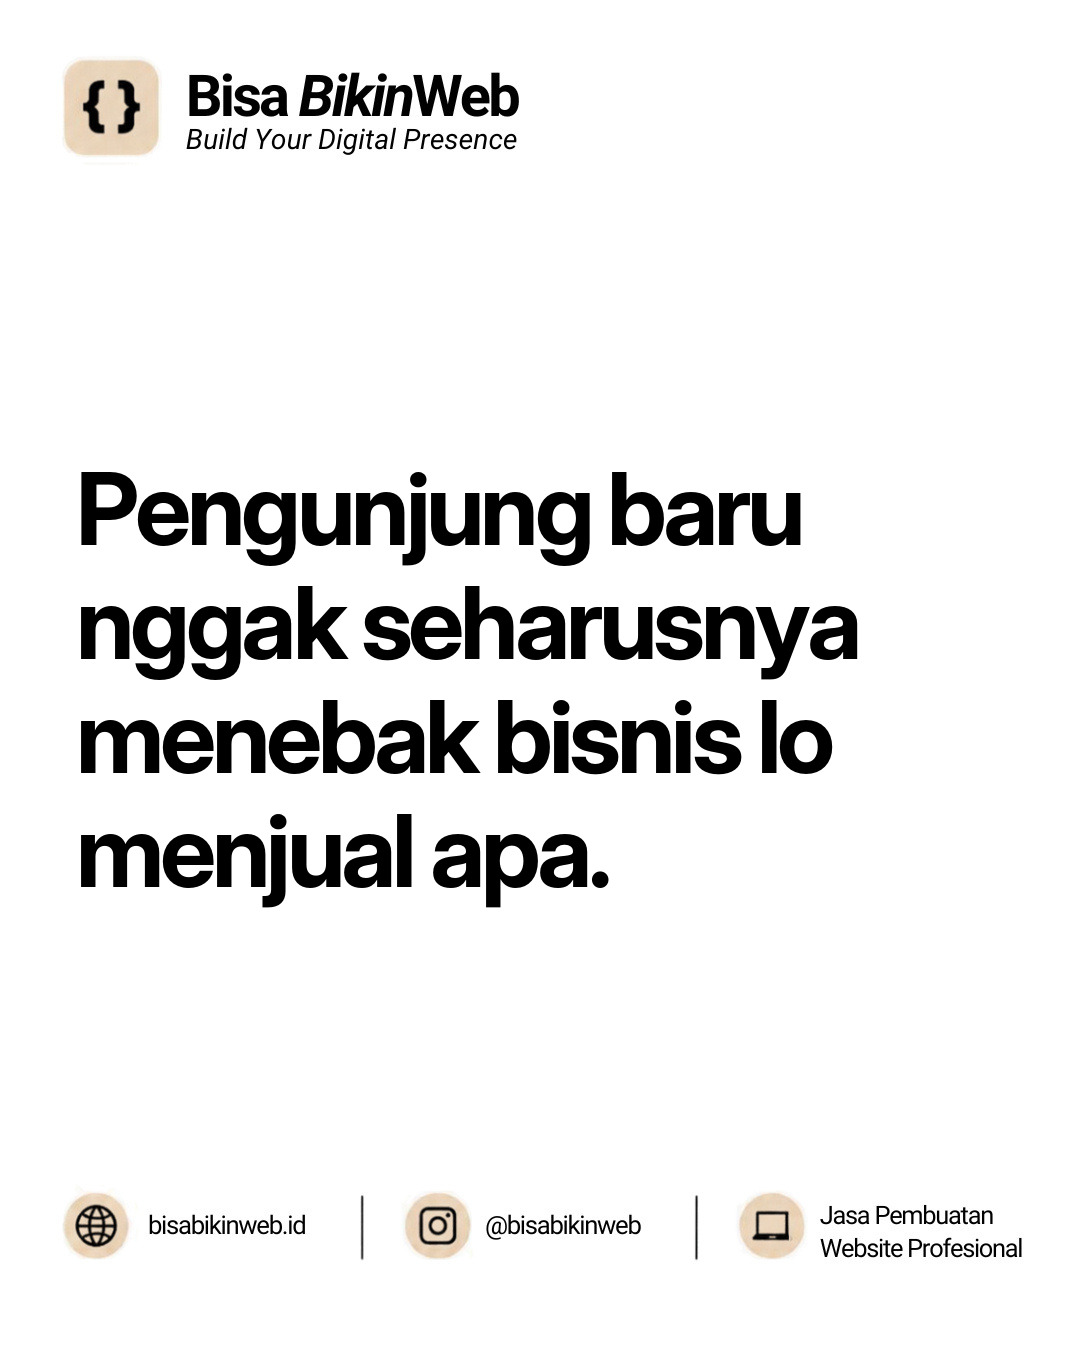 { }
Bisa BikinWeb
Build Your Digital Presence
Pengunjung baru
nggak seharusnya
menebak bisnis lo
menjual apa.
bisabikinweb.id
@bisabikinweb
Jasa Pembuatan
Website Profesional